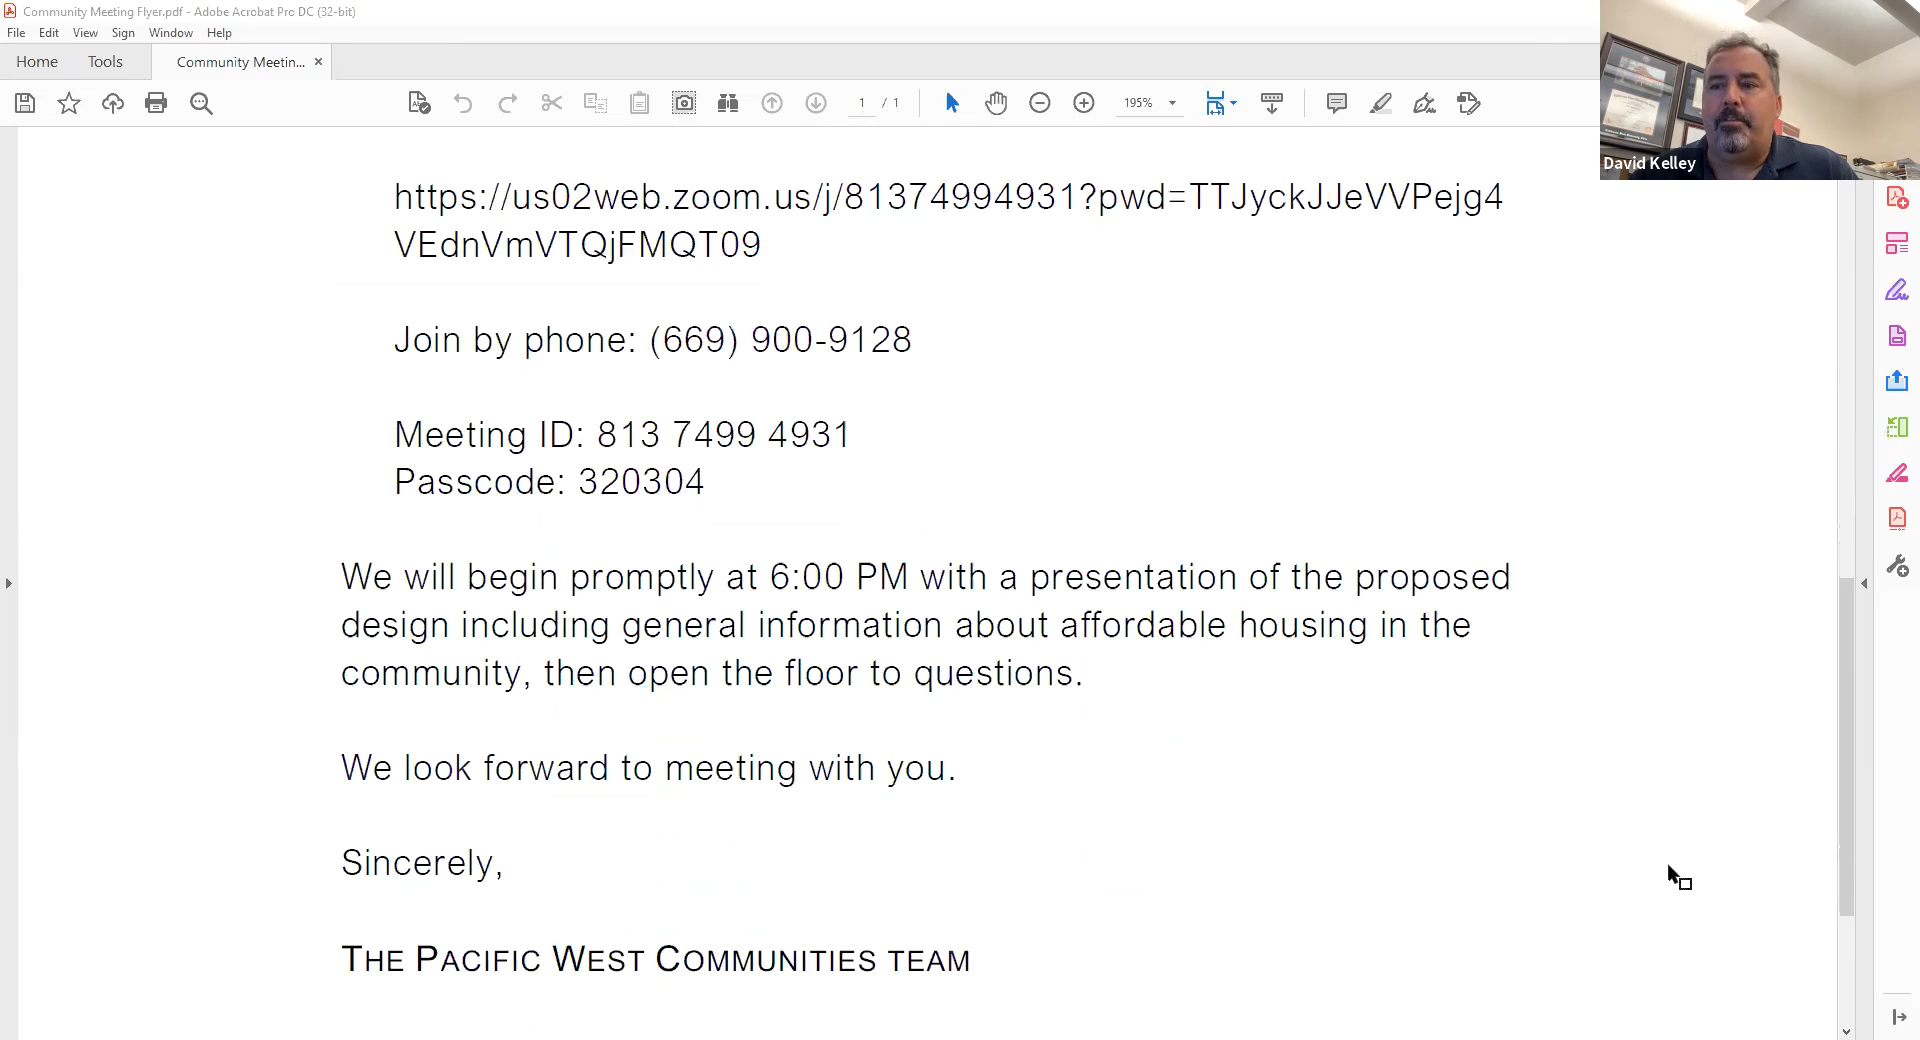 Community Meeting Flyer.pdf - Adobe Acrobat Pro DC (32-bit)
File Edit View Sign Window Help
Home Tools Community Meetin... ×
1 / 1 195%
David Kelley
https://us02web.zoom.us/j/81374994931?pwd=TTJyckJJeVVPejg4
VEdnVmVTQjFMQT09
Join by phone: (669) 900-9128
Meeting ID: 813 7499 4931
Passcode: 320304
We will begin promptly at 6:00 PM with a presentation of the proposed
design including general information about affordable housing in the
community, then open the floor to questions.
We look forward to meeting with you.
Sincerely,
THE PACIFIC WEST COMMUNITIES TEAM